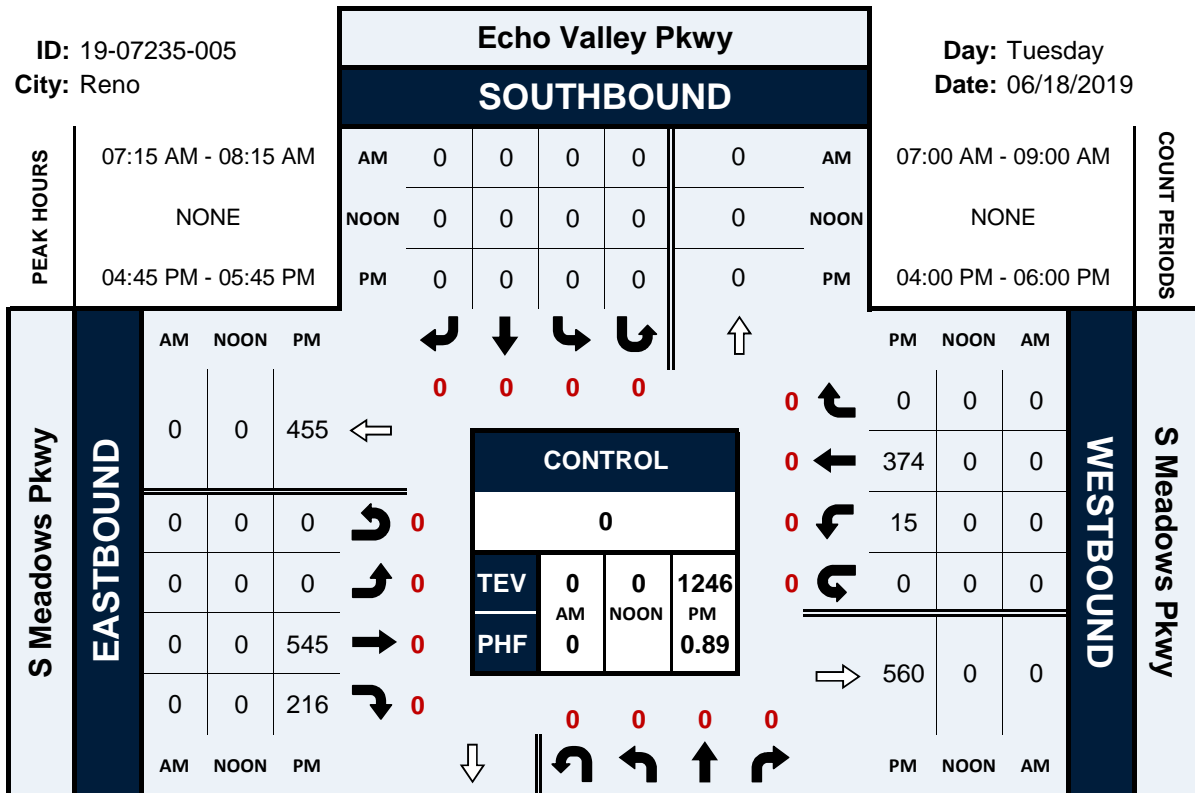 ID: 19-07235-005
City: Reno
Echo Valley Pkwy
SOUTHBOUND
Day: Tuesday
Date: 06/18/2019
PEAK HOURS
07:15 AM - 08:15 AM
NONE
04:45 PM - 05:45 PM
AM 0 0 0 0 0 AM
NOON 0 0 0 0 0 NOON
PM 0 0 0 0 0 PM
07:00 AM - 09:00 AM
NONE
04:00 PM - 06:00 PM
COUNT PERIODS
0 0 0 0
S Meadows Pkwy
EASTBOUND
AM NOON PM
0 0 455
0 0 0 0
0 0 0 0
0 0 545 0
0 0 216 0
AM NOON PM
CONTROL
0
TEV 0 0 1246
AM NOON PM
PHF 0 0.89
PM NOON AM
0 0 0 0
0 374 0 0
0 15 0 0
0 0 0 0
560 0 0
PM NOON AM
WESTBOUND
S Meadows Pkwy
0 0 0 0